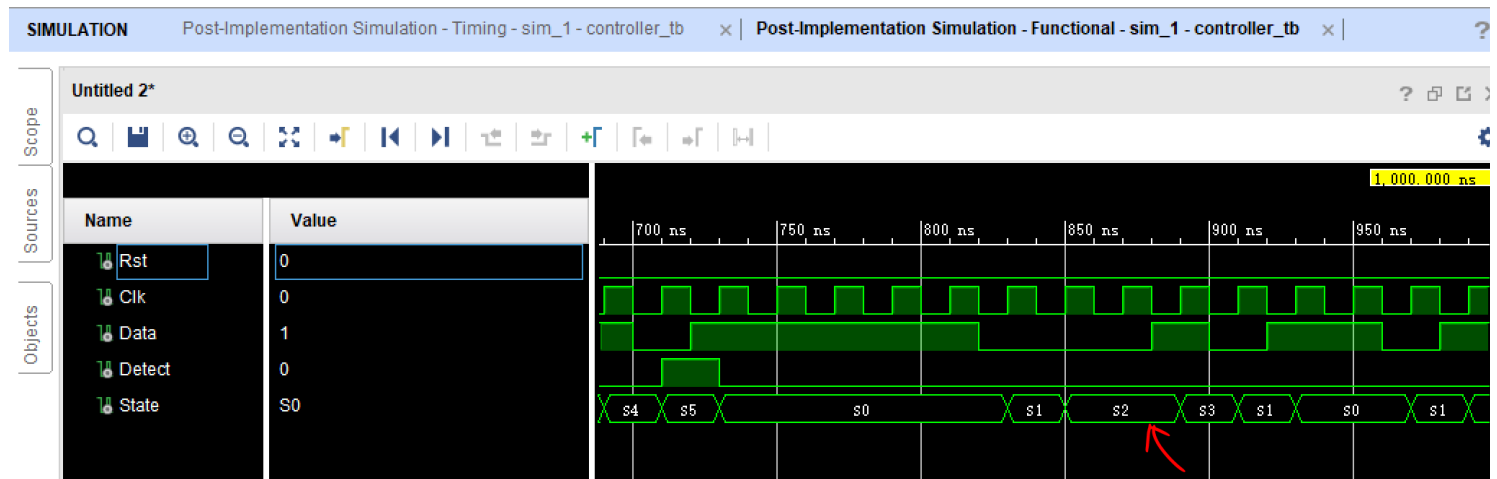 SIMULATION Post-Implementation Simulation - Timing - sim_1 - controller_tb × Post-Implementation Simulation - Functional - sim_1 - controller_tb × ?
Untitled 2* ?
Scope
Sources
Objects
1,000.000 ns
Name Value
700 ns 750 ns 800 ns 850 ns 900 ns 950 ns
Rst 0
Clk 0
Data 1
Detect 0
State S0 S4 S5 S0 S1 S2 S3 S1 S0 S1